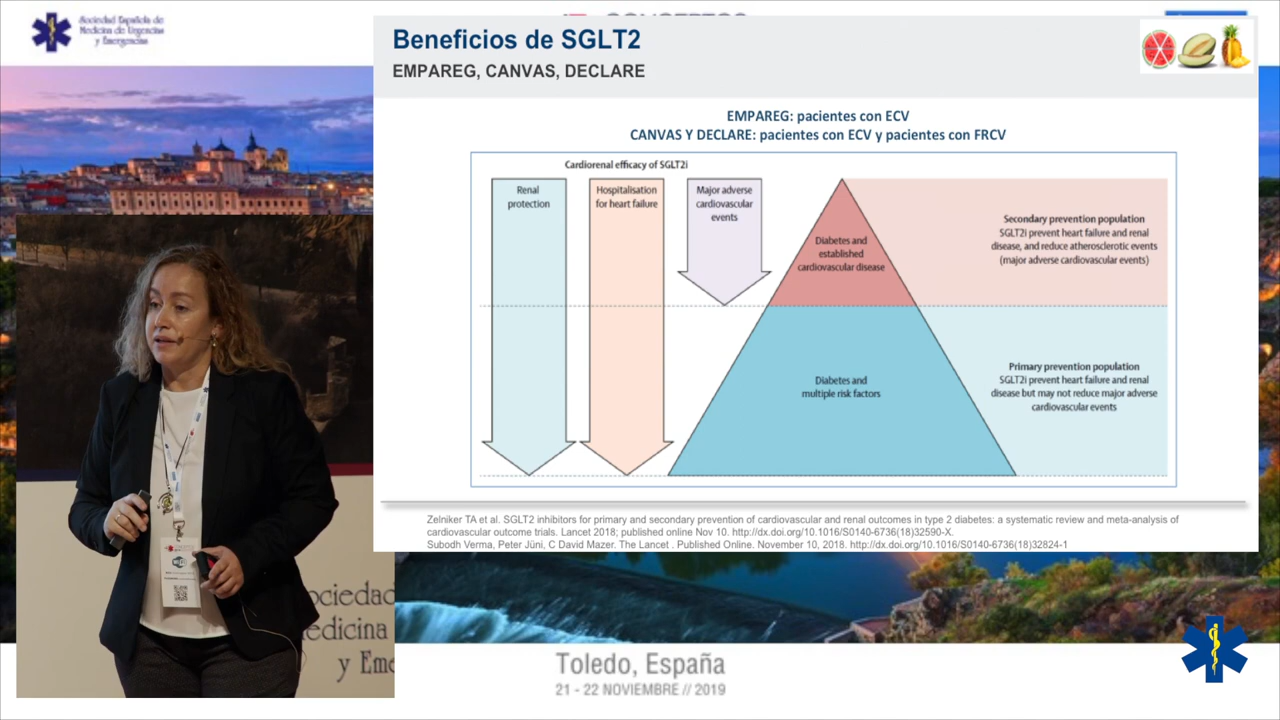 Sociedad Española de
Medicina de Urgencias
y Emergencias
Beneficios de SGLT2
EMPAREG, CANVAS, DECLARE
EMPAREG: pacientes con ECV
CANVAS Y DECLARE: pacientes con ECV y pacientes con FRCV
Cardiorenal efficacy of SGLT2i
Renal
protection
Hospitalisation
for heart failure
Major adverse
cardiovascular
events
Diabetes and
established
cardiovascular disease
Secondary prevention population
SGLT2i prevent heart failure and renal
disease, and reduce atherosclerotic events
(major adverse cardiovascular events)
Diabetes and
multiple risk factors
Primary prevention population
SGLT2i prevent heart failure and renal
disease but may not reduce major adverse
cardiovascular events
Zelniker TA et al. SGLT2 inhibitors for primary and secondary prevention of cardiovascular and renal outcomes in type 2 diabetes: a systematic review and meta-analysis of
cardiovascular outcome trials. Lancet 2018; published online Nov 10. http://dx.doi.org/10.1016/S0140-6736(18)32590-X.
Subodh Verma, Peter Jüni, C David Mazer. The Lancet . Published Online. November 10, 2018. http://dx.doi.org/10.1016/S0140-6736(18)32824-1
ociedad
edicina
y Eme
Toledo, España
21 - 22 NOVIEMBRE // 2019